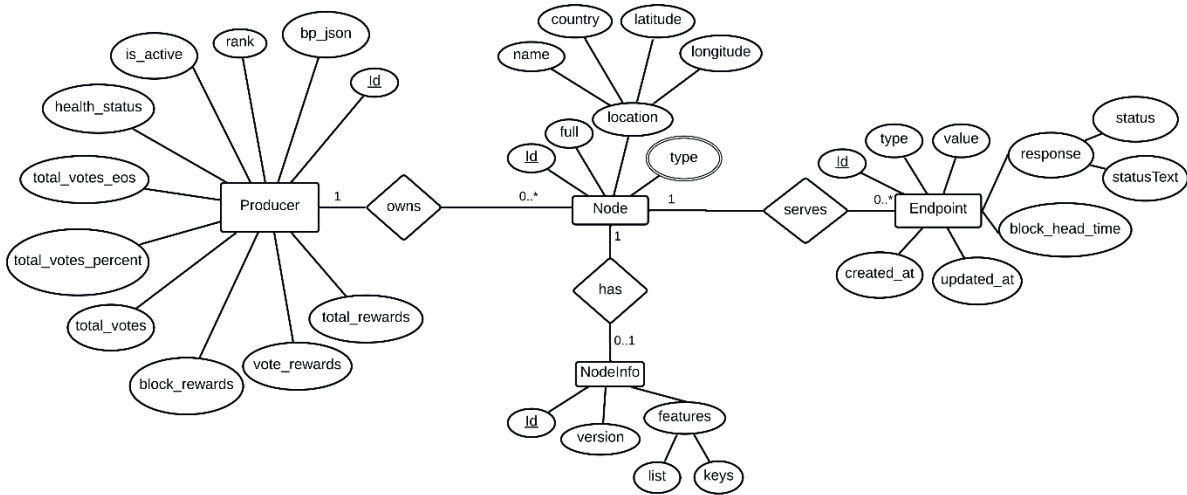 country
latitude
bp_json
rank
is_active
name
longitude
Id
health_status
location
status
full
type
value
response
Id
type
Id
statusText
total_votes_eos
Producer
1
owns
0..*
Node
1
serves
0..*
Endpoint
block_head_time
1
total_votes_percent
created_at
updated_at
has
total_votes
total_rewards
0..1
vote_rewards
block_rewards
NodeInfo
Id
version
features
list
keys